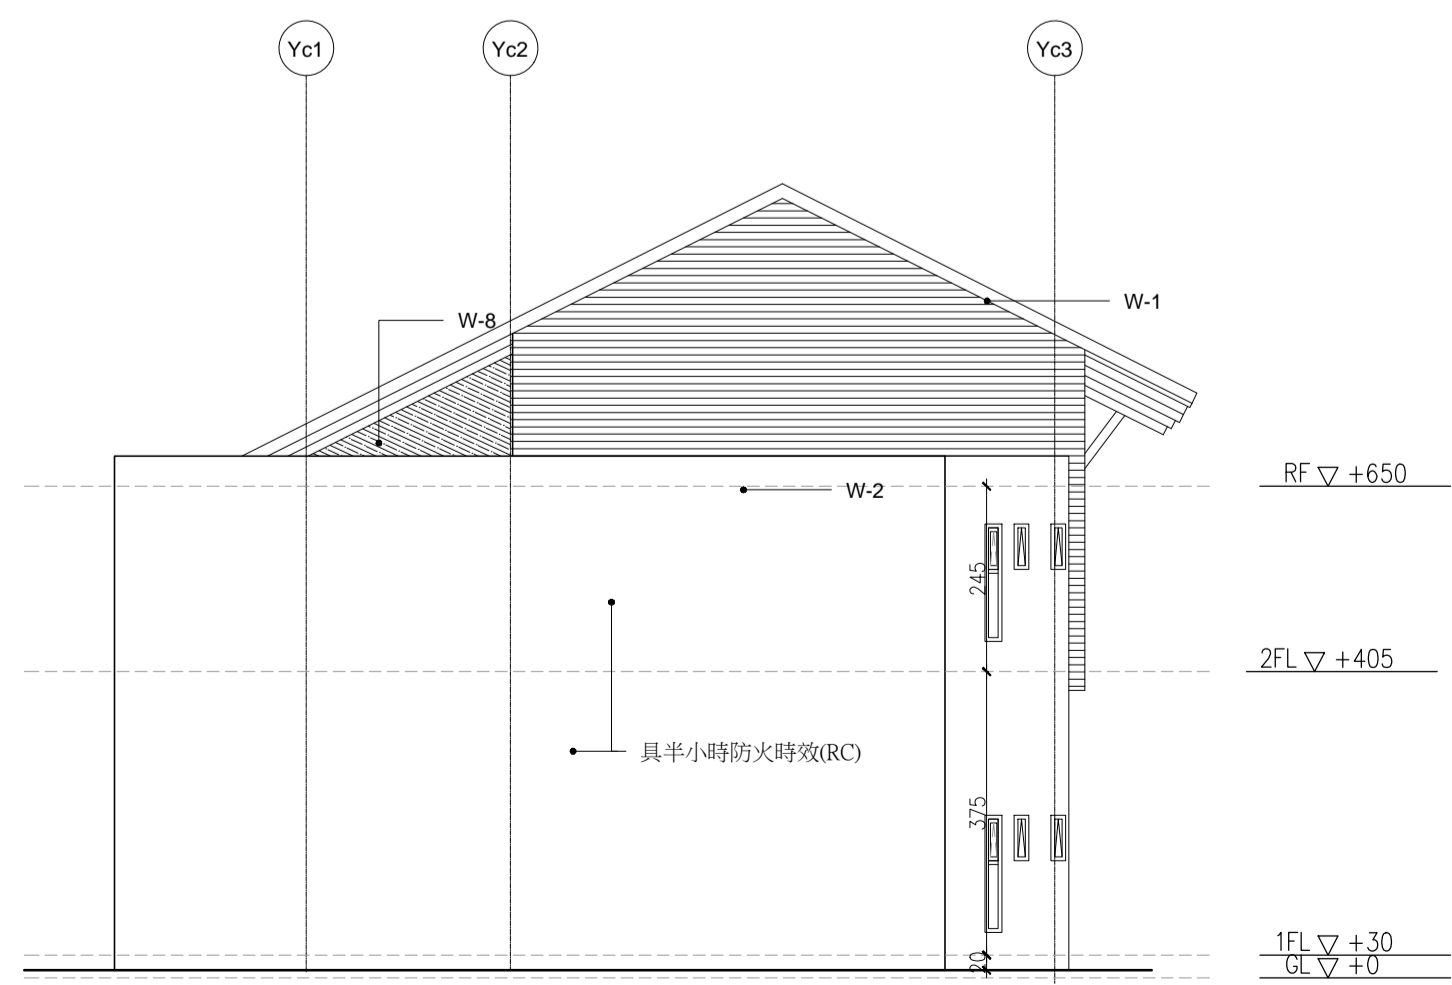 Yc1 Yc2 Yc3
W-1
W-8
RF ▽ +650
W-2
245
2FL ▽ +405
具半小時防火時效(RC)
375
1FL ▽ +30
20
GL ▽ +0